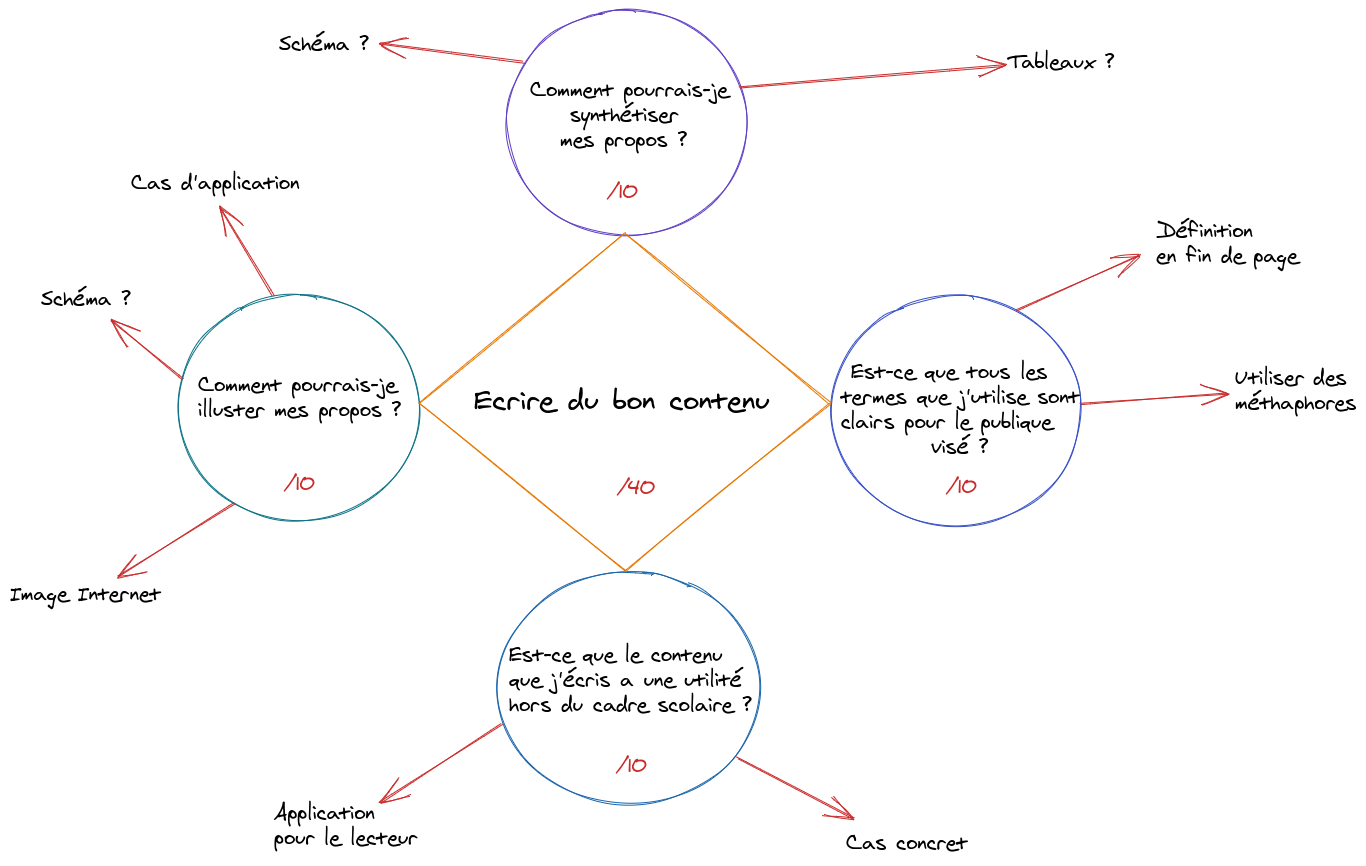 Schéma ?
Tableaux ?
Comment pourrais-je
synthétiser
mes propos ?
/10
Cas d'application
Schéma ?
Comment pourrais-je
illuster mes propos ?
/10
Image Internet
Ecrire du bon contenu
/40
Définition
en fin de page
Est-ce que tous les
termes que j'utilise sont
clairs pour le publique
visé ?
/10
Utiliser des
méthaphores
Est-ce que le contenu
que j'écris a une utilité
hors du cadre scolaire ?
/10
Application
pour le lecteur
Cas concret